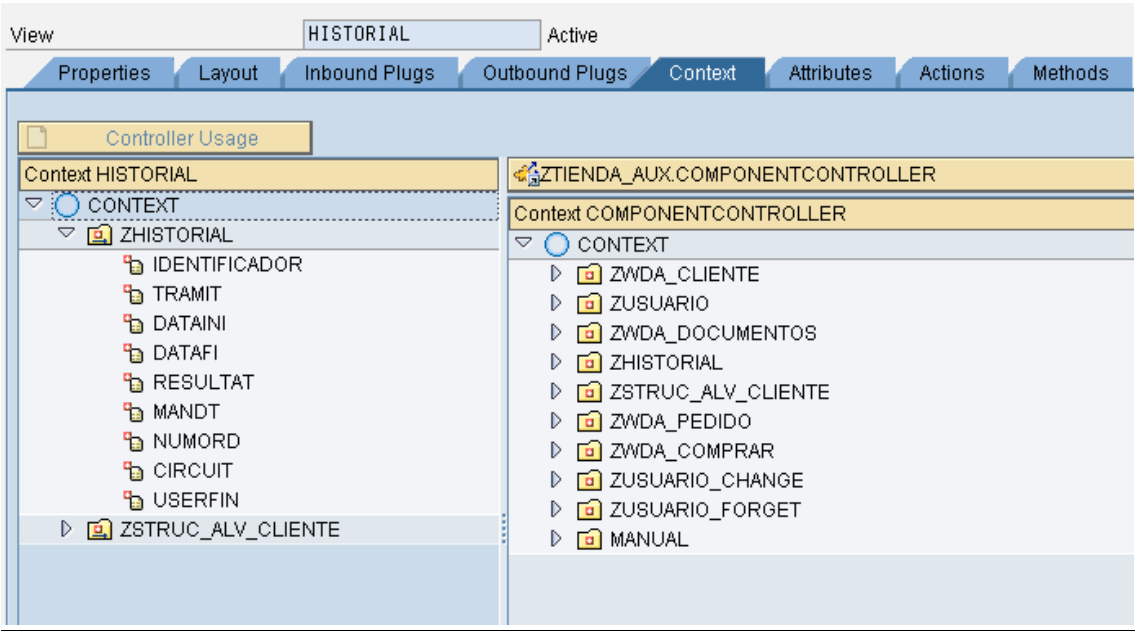 View HISTORIAL Active
Properties Layout Inbound Plugs Outbound Plugs Context Attributes Actions Methods
Controller Usage
Context HISTORIAL
CONTEXT
ZHISTORIAL
IDENTIFICADOR
TRAMIT
DATAINI
DATAFI
RESULTAT
MANDT
NUMORD
CIRCUIT
USERFIN
ZSTRUC_ALV_CLIENTE
ZTIENDA_AUX.COMPONENTCONTROLLER
Context COMPONENTCONTROLLER
CONTEXT
ZWDA_CLIENTE
ZUSUARIO
ZWDA_DOCUMENTOS
ZHISTORIAL
ZSTRUC_ALV_CLIENTE
ZWDA_PEDIDO
ZWDA_COMPRAR
ZUSUARIO_CHANGE
ZUSUARIO_FORGET
MANUAL